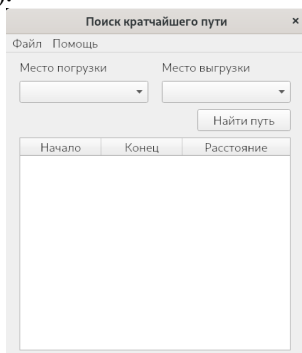 ).
Поиск кратчайшего пути ×
Файл Помощь
Место погрузки Место выгрузки
Найти путь
Начало Конец Расстояние